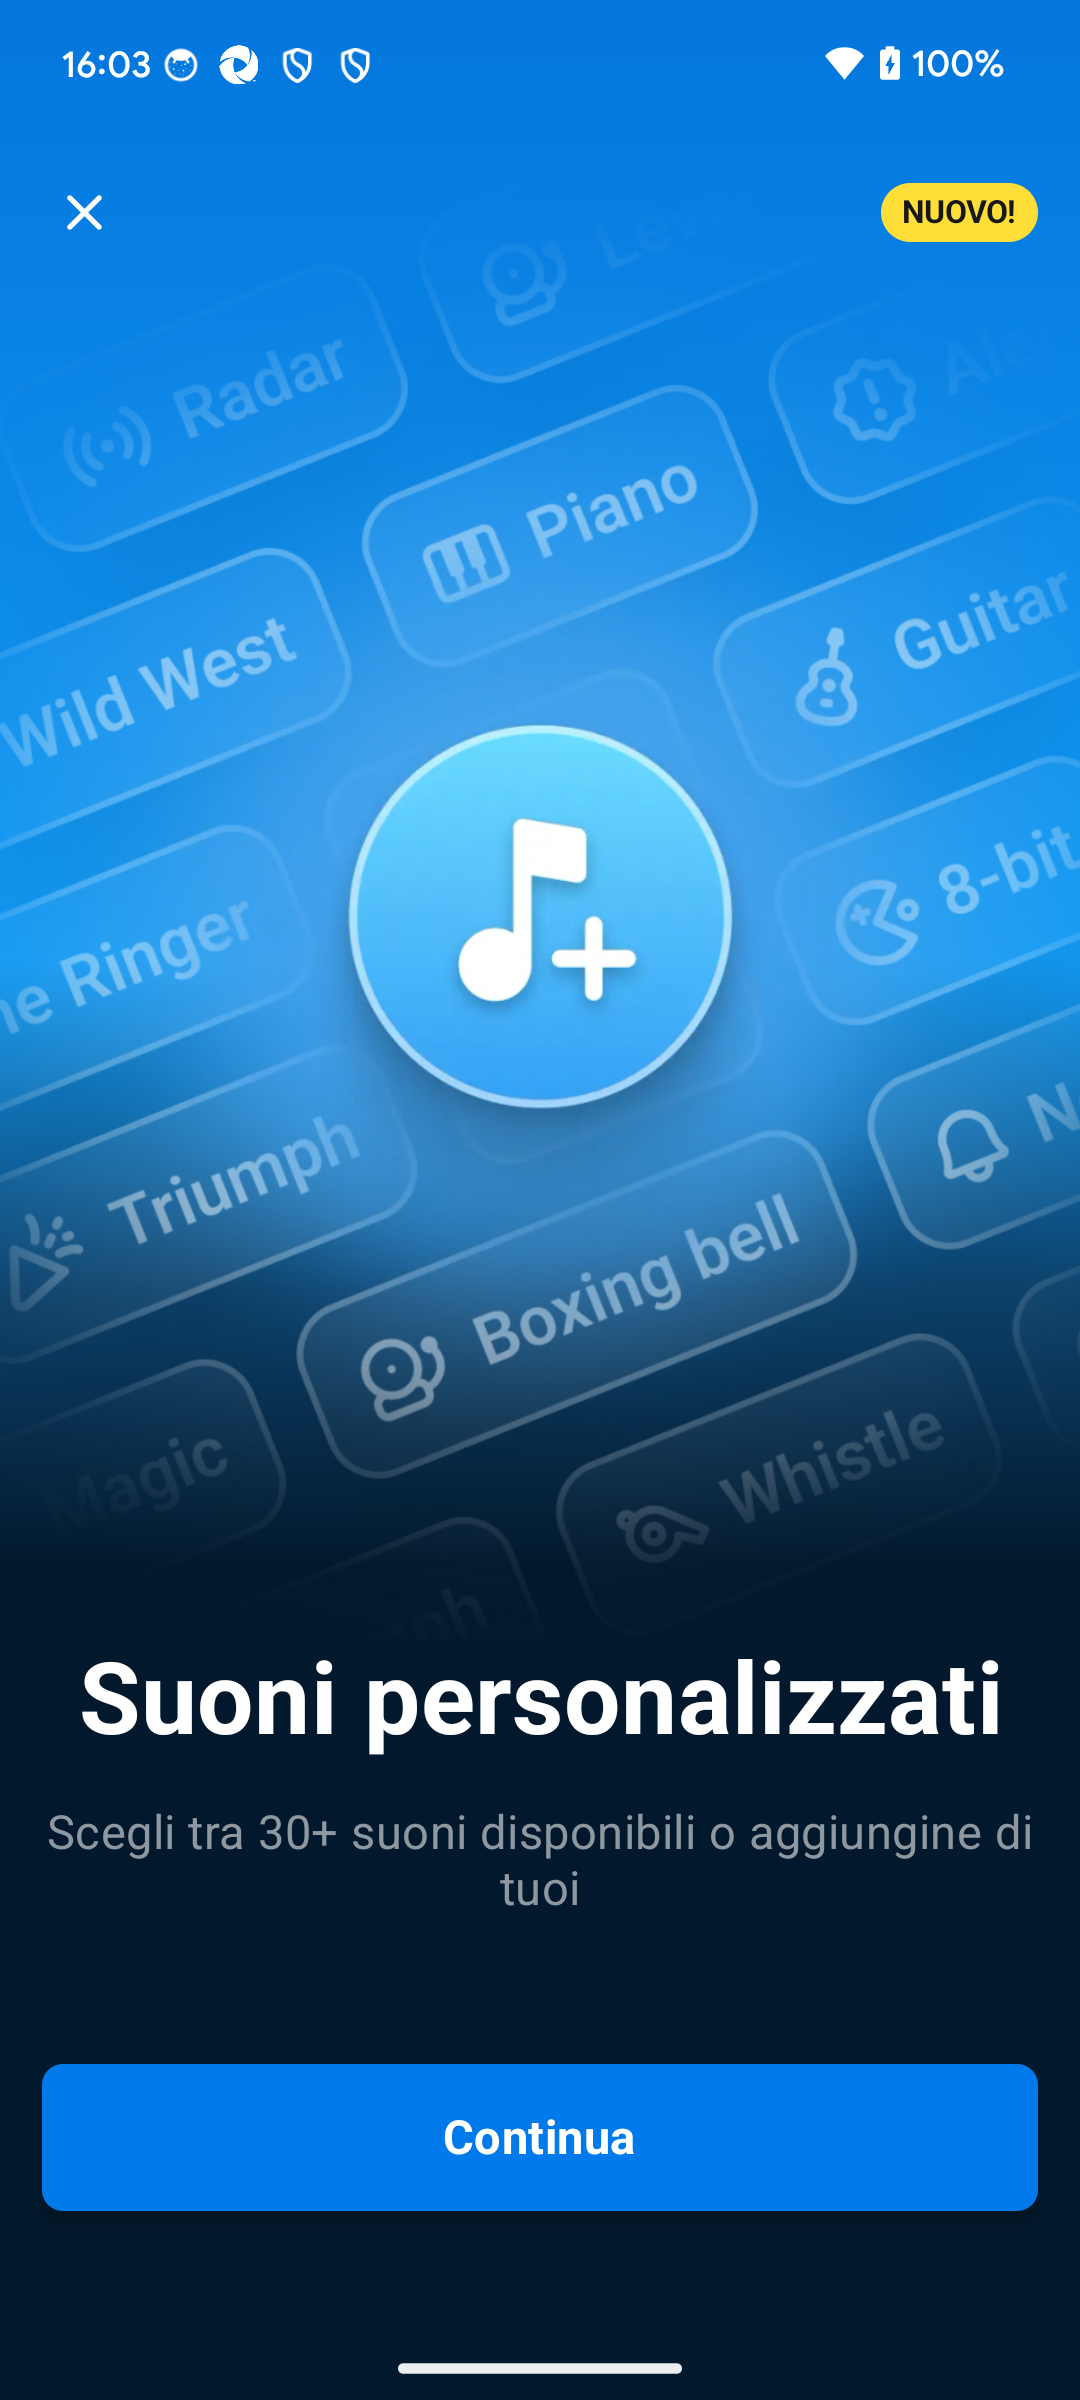 16:03
100%
NUOVO!
Radar
Piano
Guitar
Wild West
8-bit
Ringer
Triumph
Boxing bell
Magic
Whistle
Suoni personalizzati
Scegli tra 30+ suoni disponibili o aggiungine di
tuoi
Continua